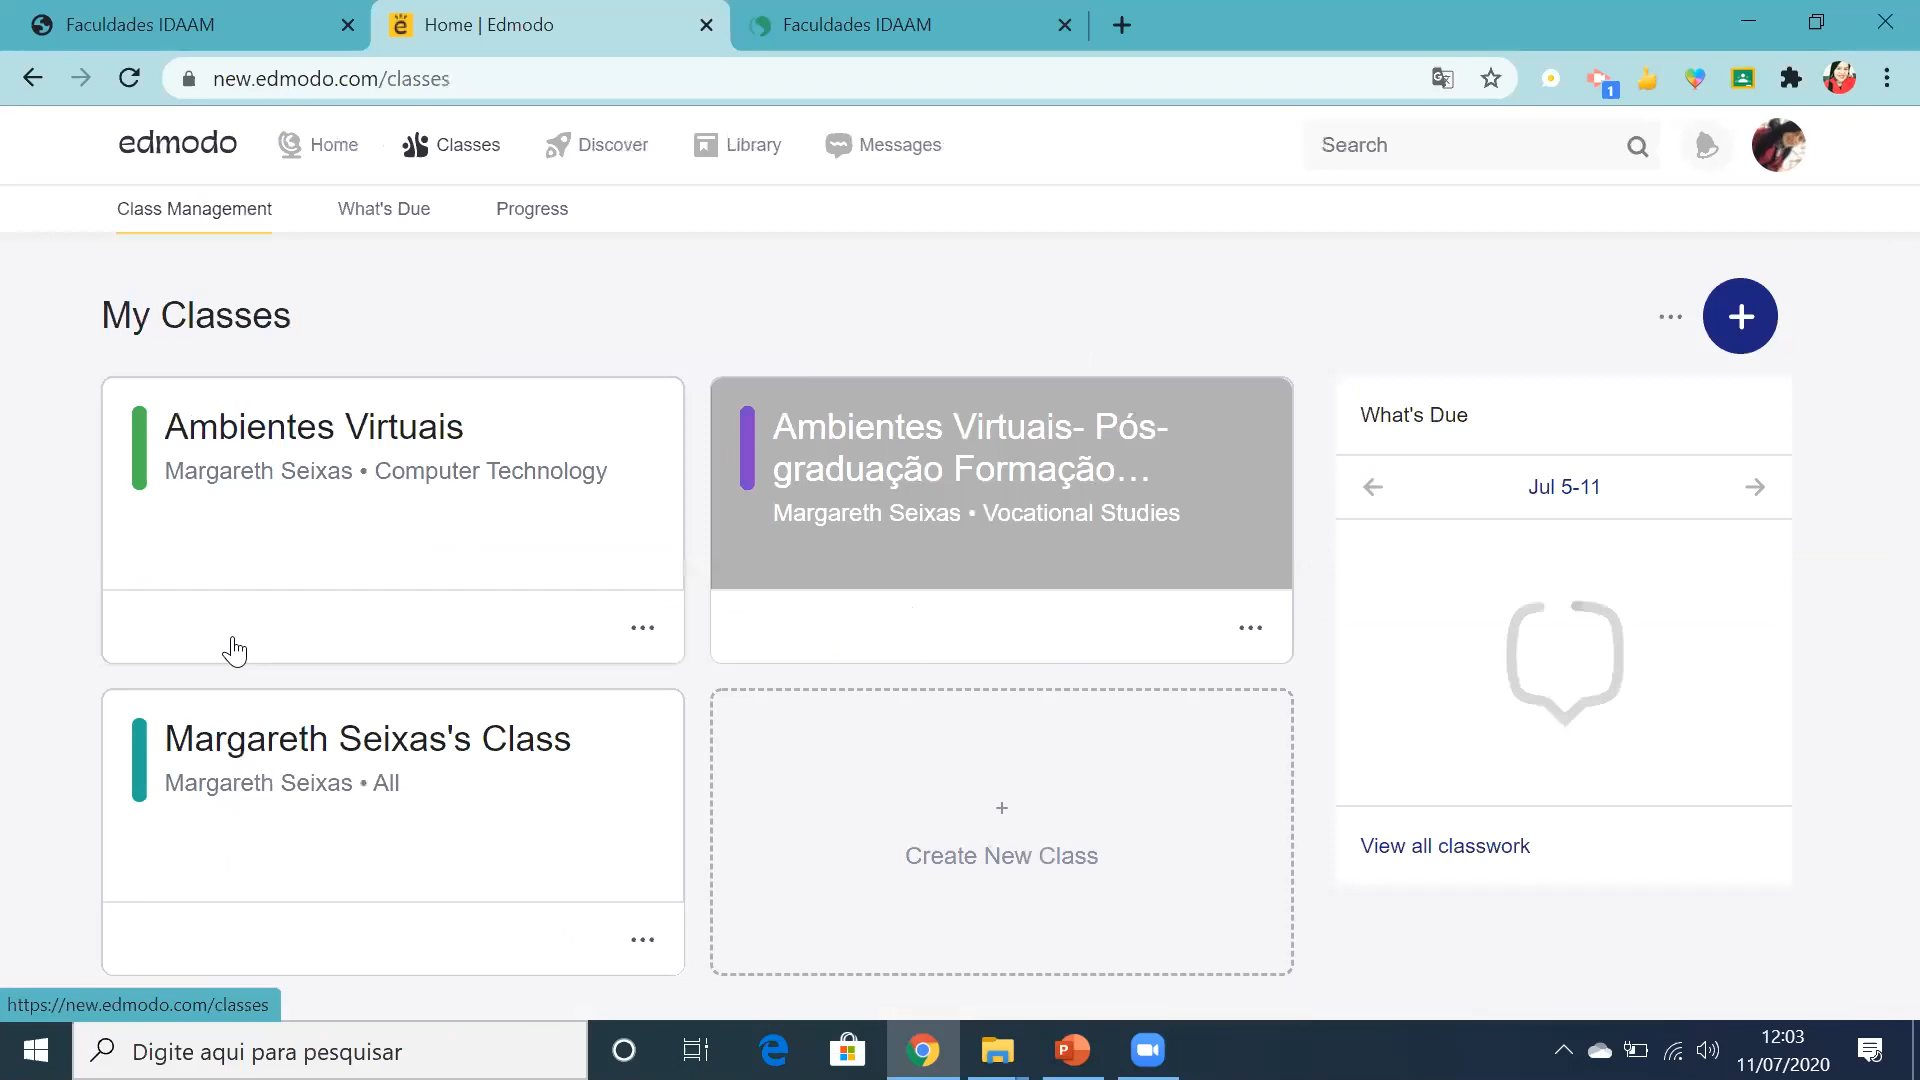 Faculdades IDAAM
Home | Edmodo
Faculdades IDAAM
new.edmodo.com/classes
1
edmodo
Home
Classes
Discover
Library
Messages
Search
Class Management
What's Due
Progress
My Classes
Ambientes Virtuais
Margareth Seixas • Computer Technology
Ambientes Virtuais- Pós-
graduação Formação...
Margareth Seixas • Vocational Studies
What's Due
Jul 5-11
Margareth Seixas's Class
Margareth Seixas • All
+
Create New Class
View all classwork
https://new.edmodo.com/classes
Digite aqui para pesquisar
12:03
11/07/2020